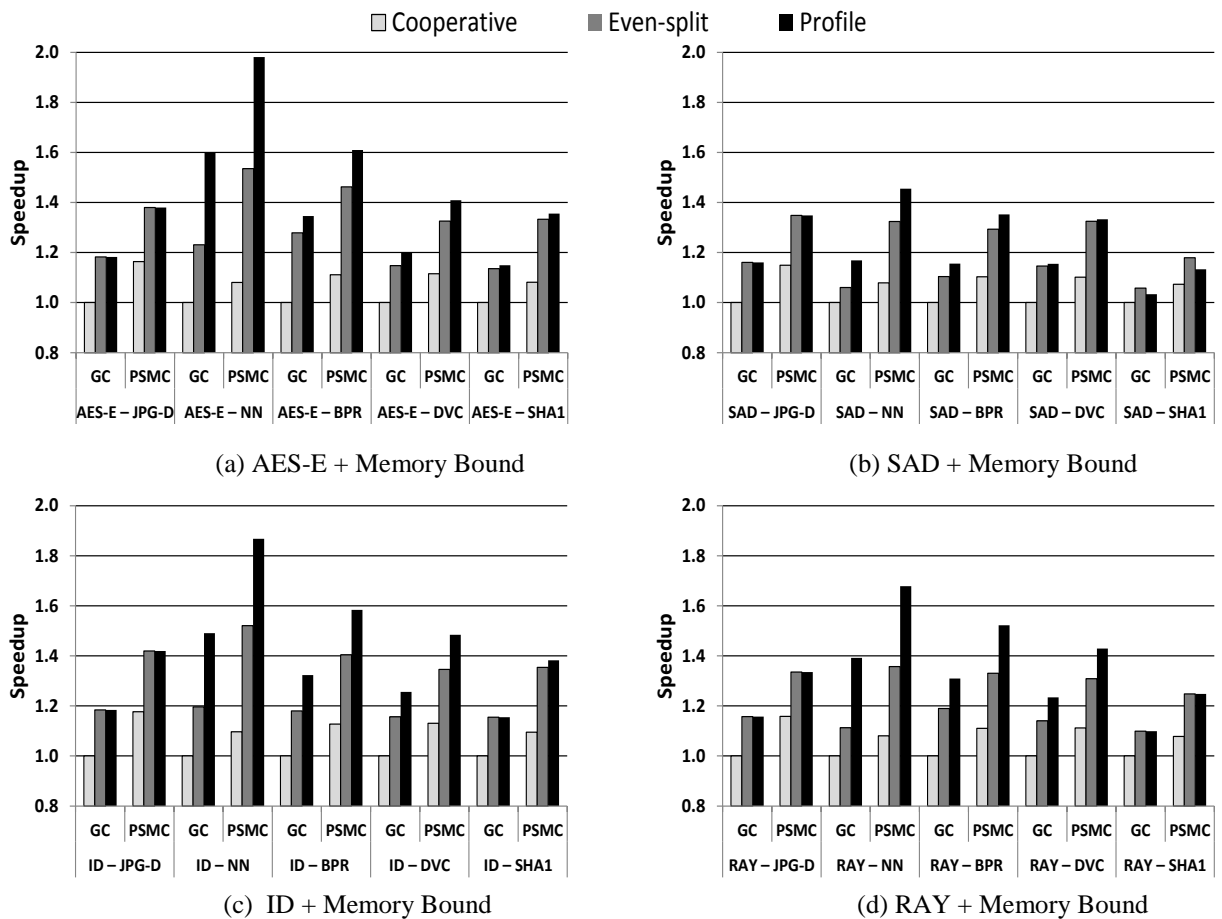 Cooperative Even-split Profile
2.0
1.8
1.6
1.4
1.2
1.0
0.8
Speedup
GC PSMC GC PSMC GC PSMC GC PSMC GC PSMC
AES-E – JPG-D AES-E – NN AES-E – BPR AES-E – DVC AES-E – SHA1
(a) AES-E + Memory Bound
2.0
1.8
1.6
1.4
1.2
1.0
0.8
Speedup
GC PSMC GC PSMC GC PSMC GC PSMC GC PSMC
SAD – JPG-D SAD – NN SAD – BPR SAD – DVC SAD – SHA1
(b) SAD + Memory Bound
2.0
1.8
1.6
1.4
1.2
1.0
0.8
Speedup
GC PSMC GC PSMC GC PSMC GC PSMC GC PSMC
ID – JPG-D ID – NN ID – BPR ID – DVC ID – SHA1
(c) ID + Memory Bound
2.0
1.8
1.6
1.4
1.2
1.0
0.8
Speedup
GC PSMC GC PSMC GC PSMC GC PSMC GC PSMC
RAY – JPG-D RAY – NN RAY – BPR RAY – DVC RAY – SHA1
(d) RAY + Memory Bound